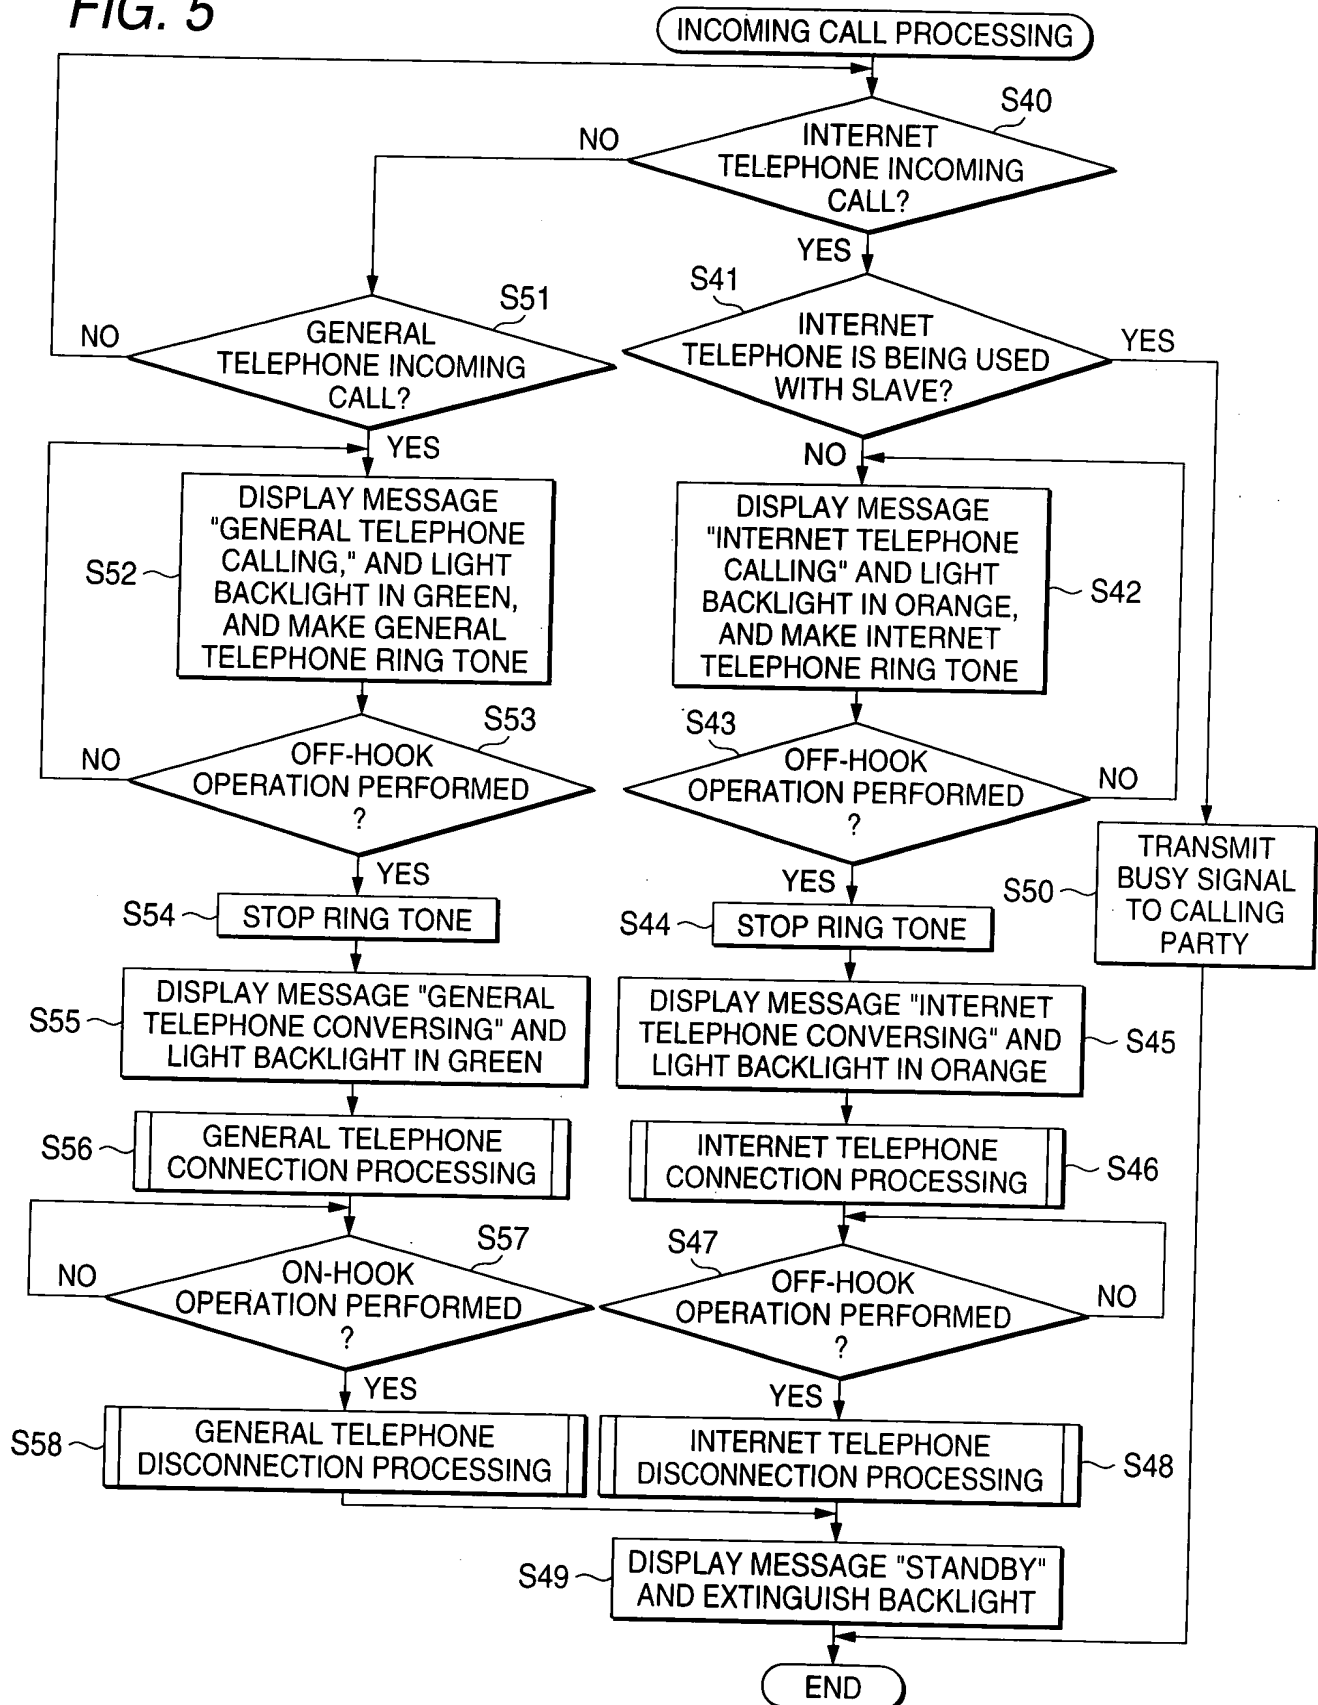 FIG. 5
INCOMING CALL PROCESSING
S40
INTERNET
TELEPHONE INCOMING
CALL?
NO
YES
S51
GENERAL
TELEPHONE INCOMING
CALL?
NO
YES
S41
INTERNET
TELEPHONE IS BEING USED
WITH SLAVE?
YES
NO
S52
DISPLAY MESSAGE
"GENERAL TELEPHONE
CALLING," AND LIGHT
BACKLIGHT IN GREEN,
AND MAKE GENERAL
TELEPHONE RING TONE
DISPLAY MESSAGE
"INTERNET TELEPHONE
CALLING" AND LIGHT
BACKLIGHT IN ORANGE,
AND MAKE INTERNET
TELEPHONE RING TONE
S42
S53
OFF-HOOK
OPERATION PERFORMED
?
NO
YES
S43
OFF-HOOK
OPERATION PERFORMED
?
NO
YES
S50
TRANSMIT
BUSY SIGNAL
TO CALLING
PARTY
S54
STOP RING TONE
S44
STOP RING TONE
S55
DISPLAY MESSAGE "GENERAL
TELEPHONE CONVERSING" AND
LIGHT BACKLIGHT IN GREEN
DISPLAY MESSAGE "INTERNET
TELEPHONE CONVERSING" AND
LIGHT BACKLIGHT IN ORANGE
S45
S56
GENERAL TELEPHONE
CONNECTION PROCESSING
INTERNET TELEPHONE
CONNECTION PROCESSING
S46
S57
ON-HOOK
OPERATION PERFORMED
?
NO
YES
S47
OFF-HOOK
OPERATION PERFORMED
?
NO
YES
S58
GENERAL TELEPHONE
DISCONNECTION PROCESSING
INTERNET TELEPHONE
DISCONNECTION PROCESSING
S48
S49
DISPLAY MESSAGE "STANDBY"
AND EXTINGUISH BACKLIGHT
END